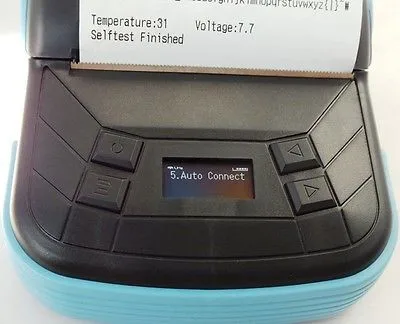 Temperature:31 Voltage:7.7
Selftest Finished
5.Auto Connect